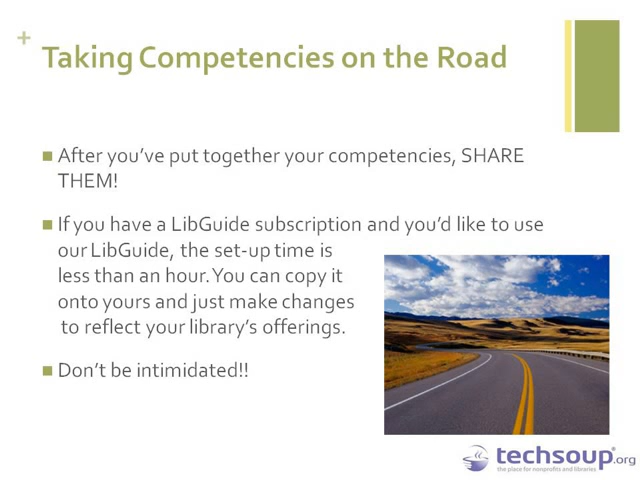 +
Taking Competencies on the Road
■ After you’ve put together your competencies, SHARE
THEM!
■ If you have a LibGuide subscription and you’d like to use
our LibGuide, the set-up time is
less than an hour. You can copy it
onto yours and just make changes
to reflect your library’s offerings.
■ Don’t be intimidated!!
techsoup.org
the place for nonprofits and libraries